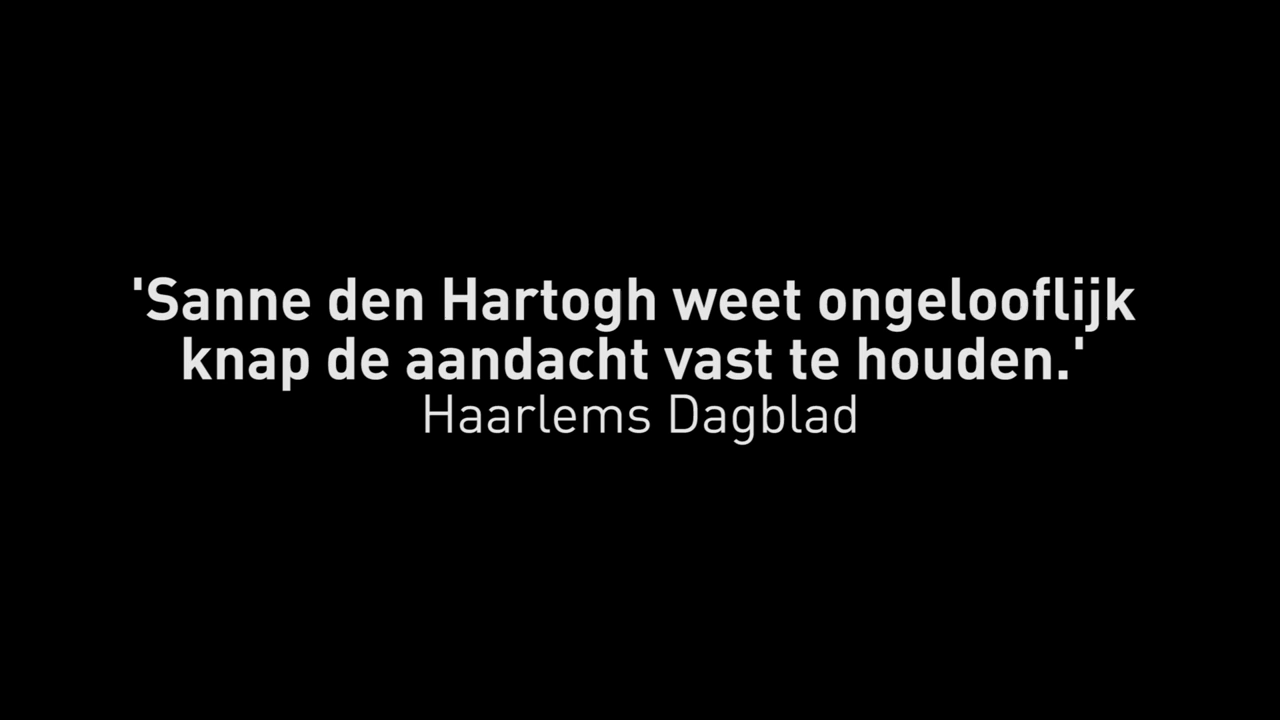 'Sanne den Hartogh weet ongelooflijk
knap de aandacht vast te houden.'
Haarlems Dagblad